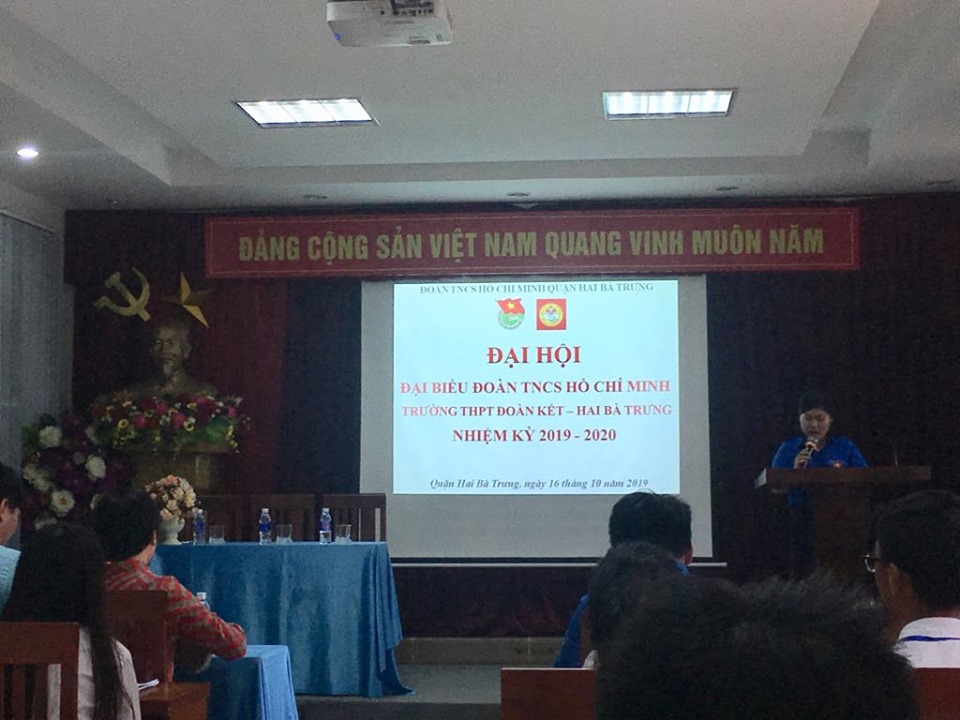 ĐẢNG CỘNG SẢN VIỆT NAM QUANG VINH MUÔN NĂM
ĐOÀN TNCS HỒ CHÍ MINH QUẬN HAI BÀ TRƯNG
ĐẠI HỘI
ĐẠI BIỂU ĐOÀN TNCS HỒ CHÍ MINH
TRƯỜNG THPT ĐOÀN KẾT – HAI BÀ TRƯNG
NHIỆM KỲ 2019 - 2020
Quận Hai Bà Trưng, ngày 16 tháng 10 năm 2019